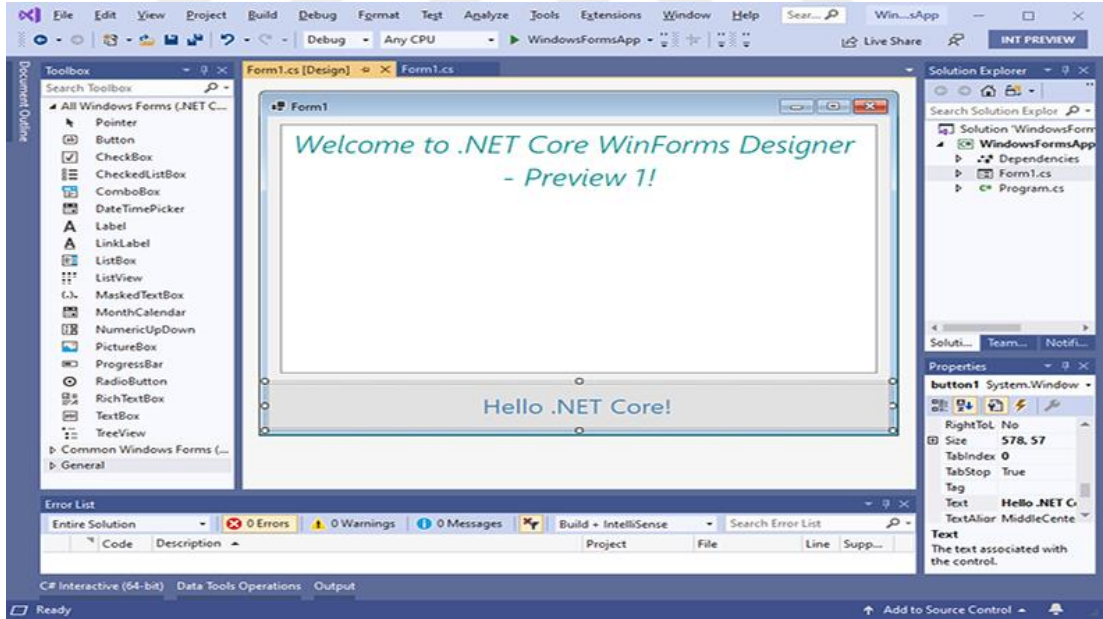 File Edit View Project Build Debug Format Test Analyze Tools Extensions Window Help Sear... Win...sApp
Debug Any CPU WindowsFormsApp Live Share INT PREVIEW
Document Outline
Toolbox
Search Toolbox
All Windows Forms (.NET C...
Pointer
Button
CheckBox
CheckedListBox
ComboBox
DateTimePicker
Label
LinkLabel
ListBox
ListView
MaskedTextBox
MonthCalendar
NumericUpDown
PictureBox
ProgressBar
RadioButton
RichTextBox
TextBox
TreeView
Common Windows Forms (...
General
Form1.cs [Design] Form1.cs
Form1
Welcome to .NET Core WinForms Designer
- Preview 1!
Hello .NET Core!
Solution Explorer
Search Solution Explor
Solution 'WindowsForm
WindowsFormsApp
Dependencies
Form1.cs
C# Program.cs
Soluti... Team... Notifi...
Properties
button1 System.Window
RightToL No
Size 578, 57
TabIndex 0
TabStop True
Tag
Text Hello .NET C
TextAlign MiddleCente
Text
The text associated with
the control.
Error List
Entire Solution 0 Errors 0 Warnings 0 Messages Build + IntelliSense Search Error List
Code Description Project File Line Supp...
C# Interactive (64-bit) Data Tools Operations Output
Ready Add to Source Control